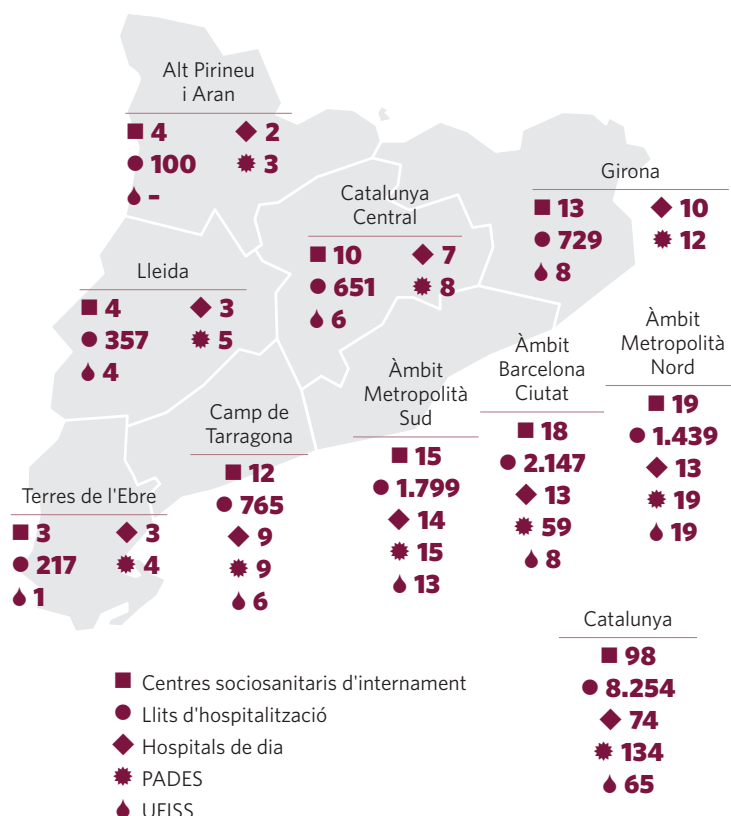 Alt Pirineu
i Aran
4
2
100
3
-
Girona
13
10
729
12
8
Catalunya
Central
10
7
651
8
6
Lleida
4
3
357
5
4
Àmbit
Metropolità
Nord
19
1.439
13
19
19
Àmbit
Barcelona
Ciutat
18
2.147
13
59
8
Àmbit
Metropolità
Sud
15
1.799
14
15
13
Camp de
Tarragona
12
765
9
9
6
Terres de l'Ebre
3
3
217
4
1
Catalunya
98
8.254
74
134
65
Centres sociosanitaris d'internament
Llits d'hospitalització
Hospitals de dia
PADES
UFISS